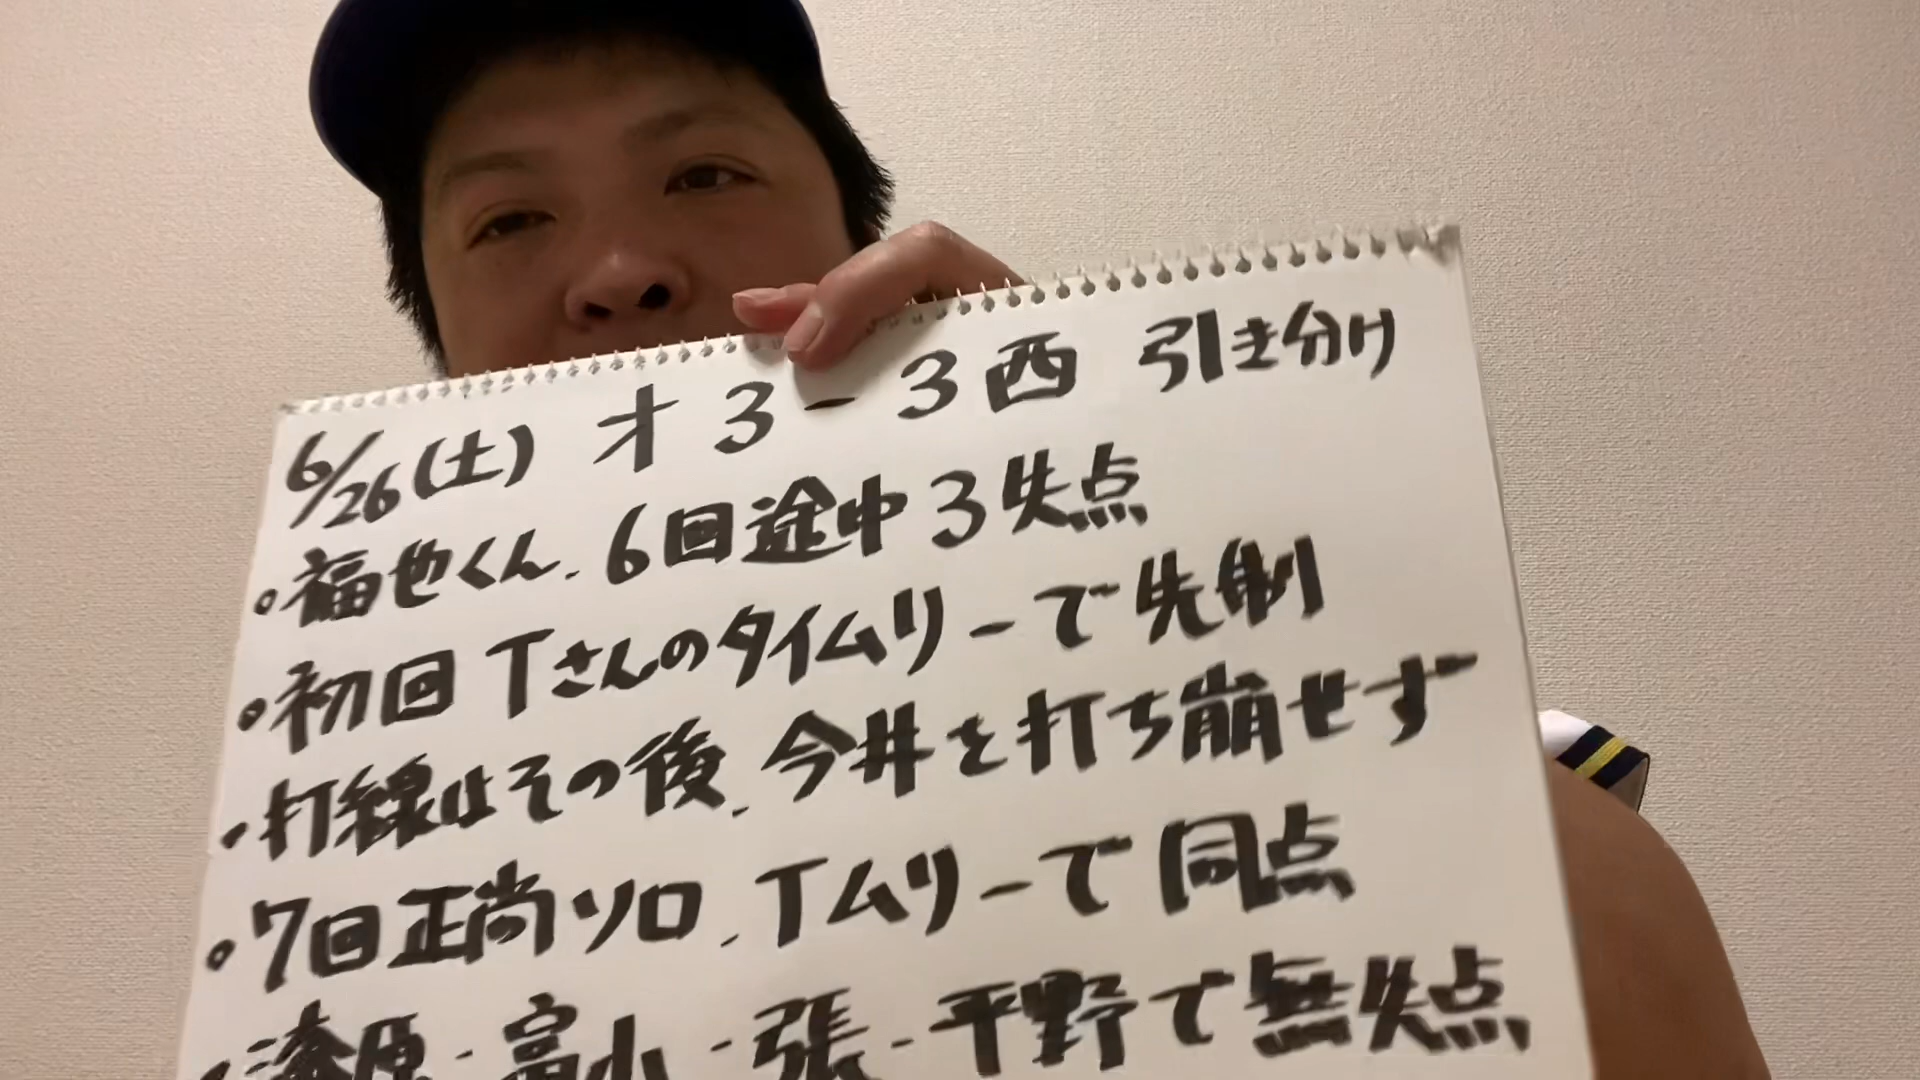 6/26(土) オ3-3西 引き分け
。福也くん、6回途中3失点
。初回Tさんのタイムリーで先制
・打線はその後、今井を打ち崩せず
。7回正尚ソロ、Tムリーで同点
漆原-富山-張-平野で無失点